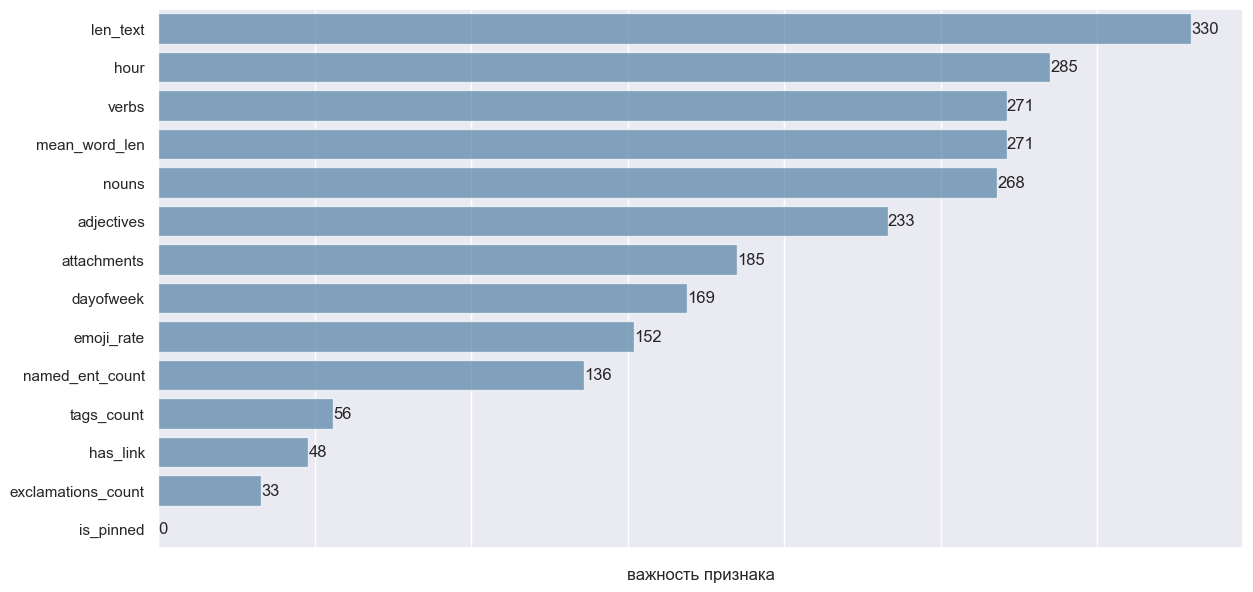 len_text 330
hour 285
verbs 271
mean_word_len 271
nouns 268
adjectives 233
attachments 185
dayofweek 169
emoji_rate 152
named_ent_count 136
tags_count 56
has_link 48
exclamations_count 33
is_pinned 0
важность признака